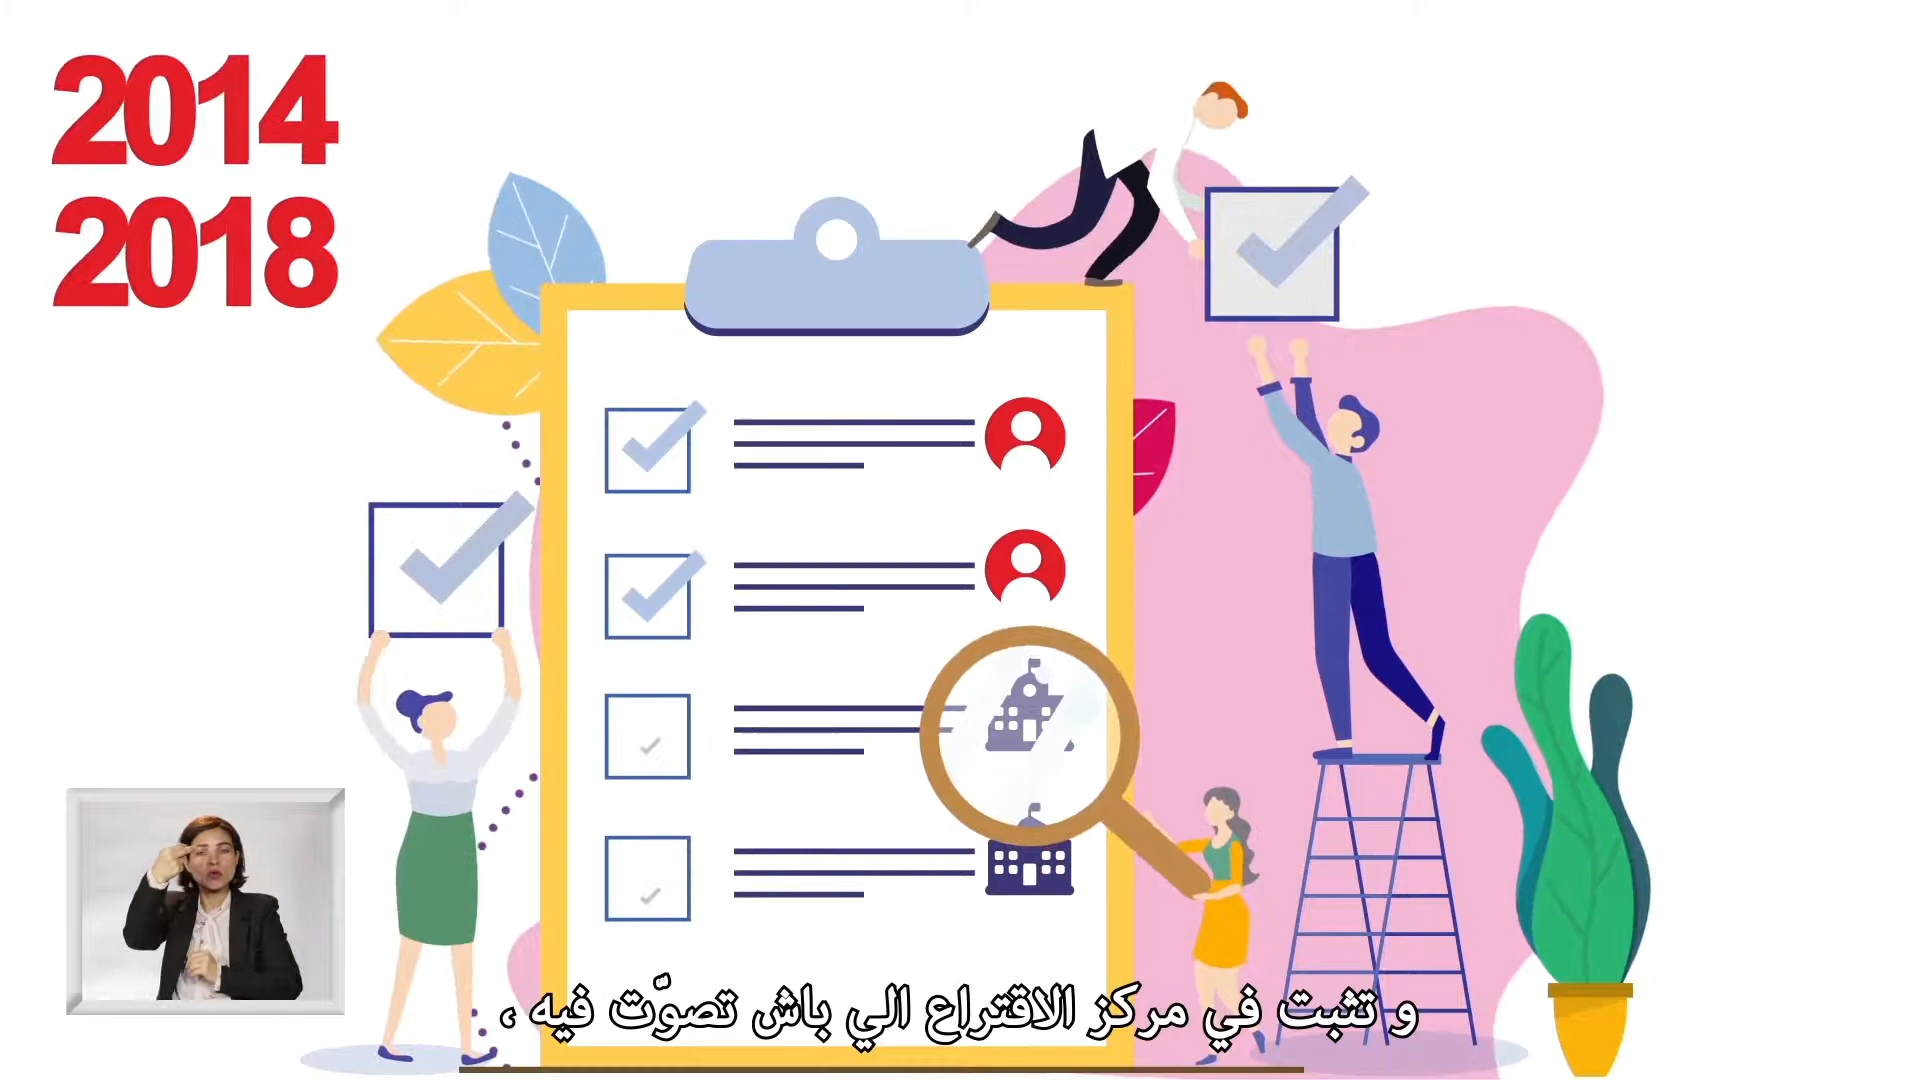 2014
2018
و تثبت في مركز الاقتراع الي باش تصوّت فيه ،